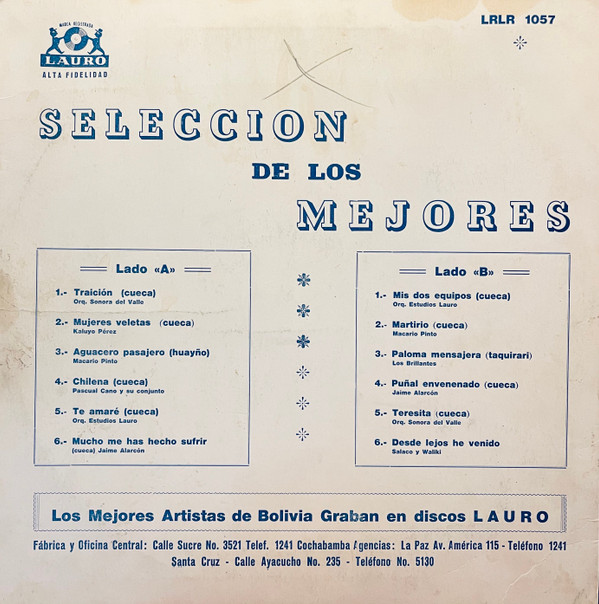 LRLR 1057
MARCA REGISTRADA
LAURO
ALTA FIDELIDAD
SELECCION
DE LOS
MEJORES
Lado «A»
1.- Traición (cueca)
Orq. Sonora del Valle
2.- Mujeres veletas (cueca)
Kaluyo Pérez
3.- Aguacero pasajero (huayño)
Macario Pinto
4.- Chilena (cueca)
Pascual Cano y su conjunto
5.- Te amaré (cueca)
Orq. Estudios Lauro
6.- Mucho me has hecho sufrir
(cueca) Jaime Alarcón
Lado «B»
1.- Mis dos equipos (cueca)
Orq. Estudios Lauro
2.- Martirio (cueca)
Macario Pinto
3.- Paloma mensajera (taquirari)
Los Brillantes
4.- Puñal envenenado (cueca)
Jaime Alarcón
5.- Teresita (cueca)
Orq. Sonora del Valle
6.- Desde lejos he venido
Salaco y Waliki
Los Mejores Artistas de Bolivia Graban en discos LAURO
Fábrica y Oficina Central: Calle Sucre No. 3521 Telef. 1241 Cochabamba Agencias: La Paz Av. América 115 - Teléfono 1241
Santa Cruz - Calle Ayacucho No. 235 - Teléfono No. 5130